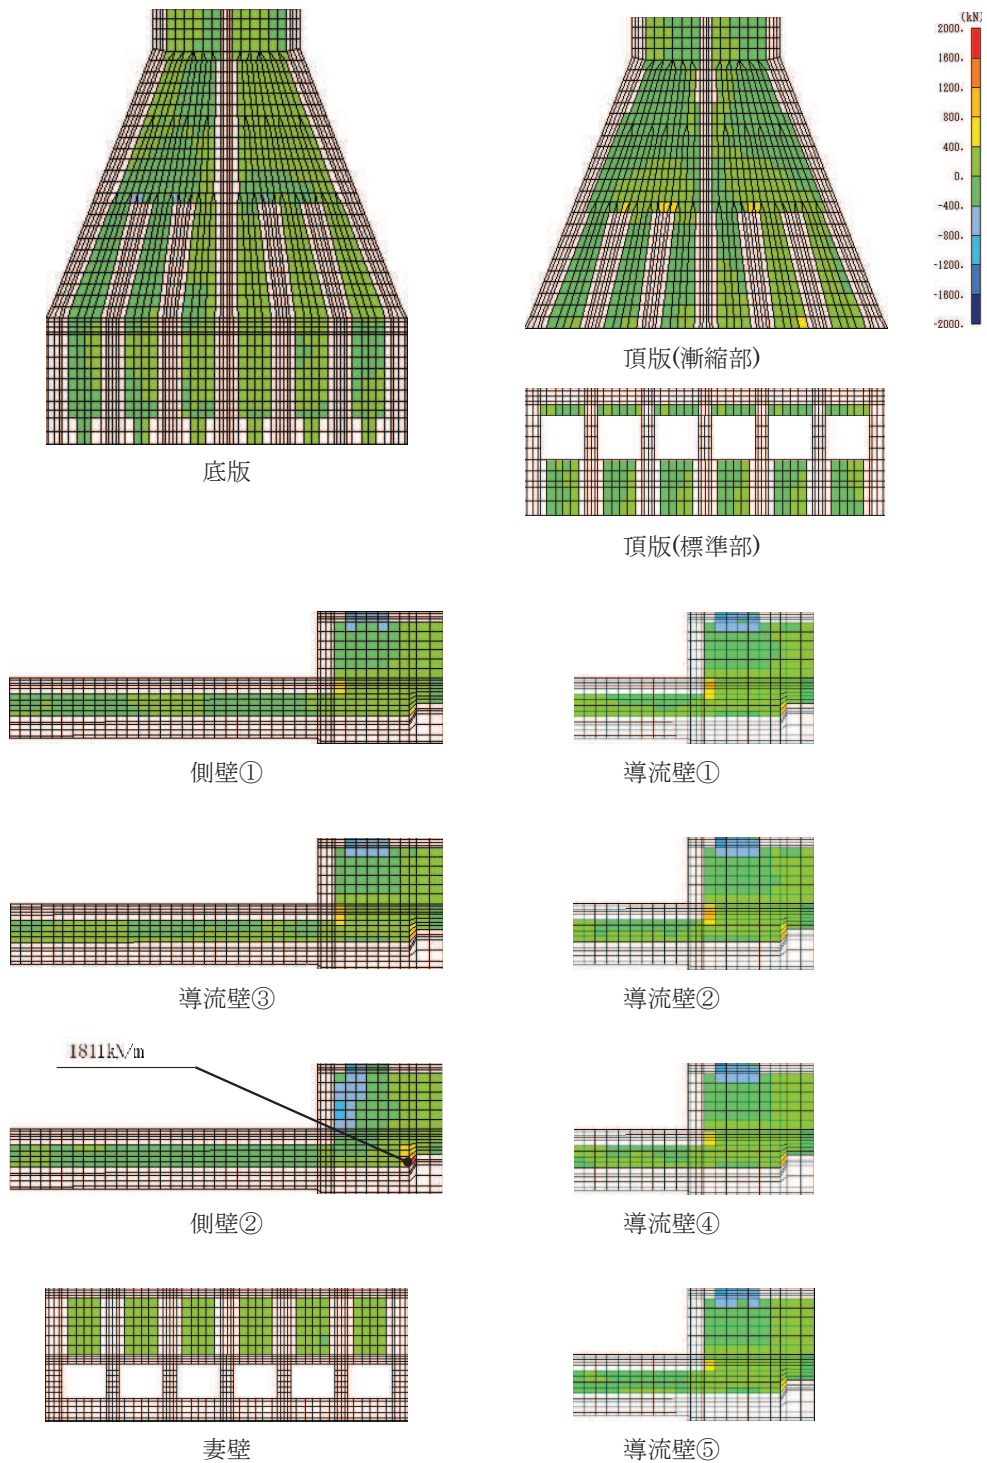 (kN)
2000.
1600.
1200.
800.
400.
0.
-400.
-800.
-1200.
-1600.
-2000.
底版
頂版(漸縮部)
頂版(標準部)
側壁①
導流壁①
導流壁③
導流壁②
1811kN/m
側壁②
導流壁④
妻壁
導流壁⑤